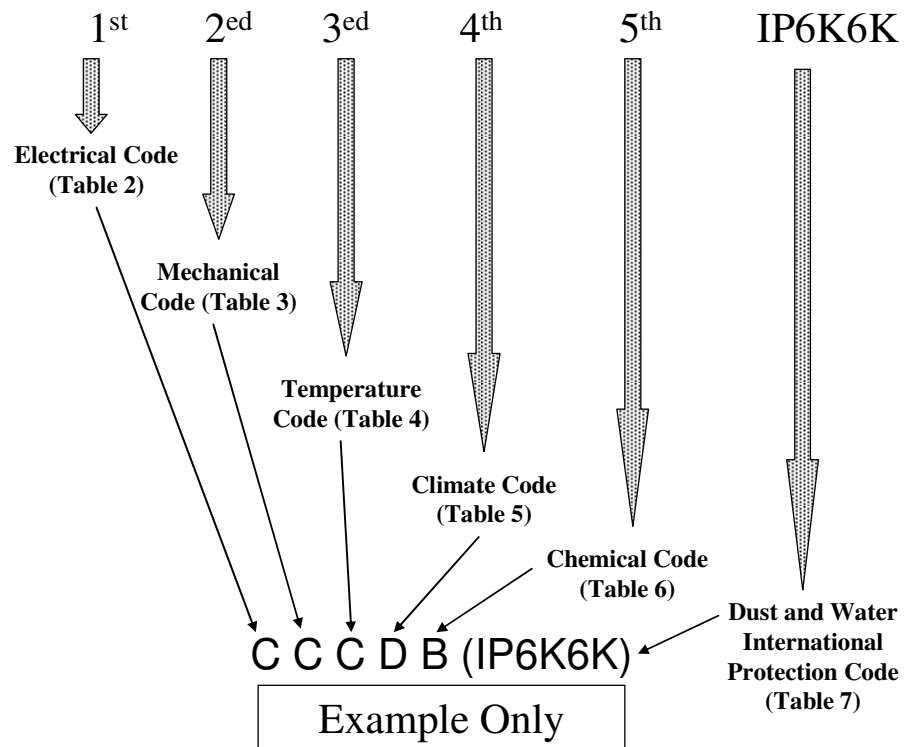 1st 2ed 3ed 4th 5th IP6K6K
Electrical Code
(Table 2)
Mechanical
Code (Table 3)
Temperature
Code (Table 4)
Climate Code
(Table 5)
Chemical Code
(Table 6)
Dust and Water
International
Protection Code
(Table 7)
C C C D B (IP6K6K)
Example Only